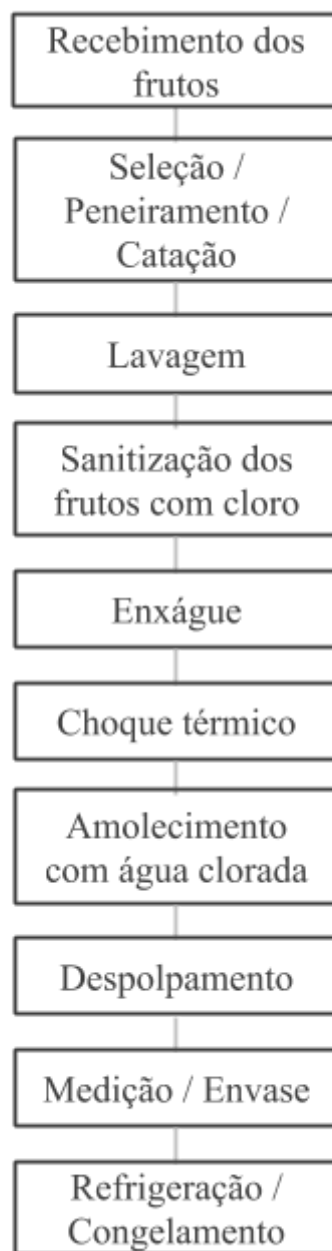 Recebimento dos
frutos
Seleção /
Peneiramento /
Catação
Lavagem
Sanitização dos
frutos com cloro
Enxágue
Choque térmico
Amolecimento
com água clorada
Despolpamento
Medição / Envase
Refrigeração /
Congelamento